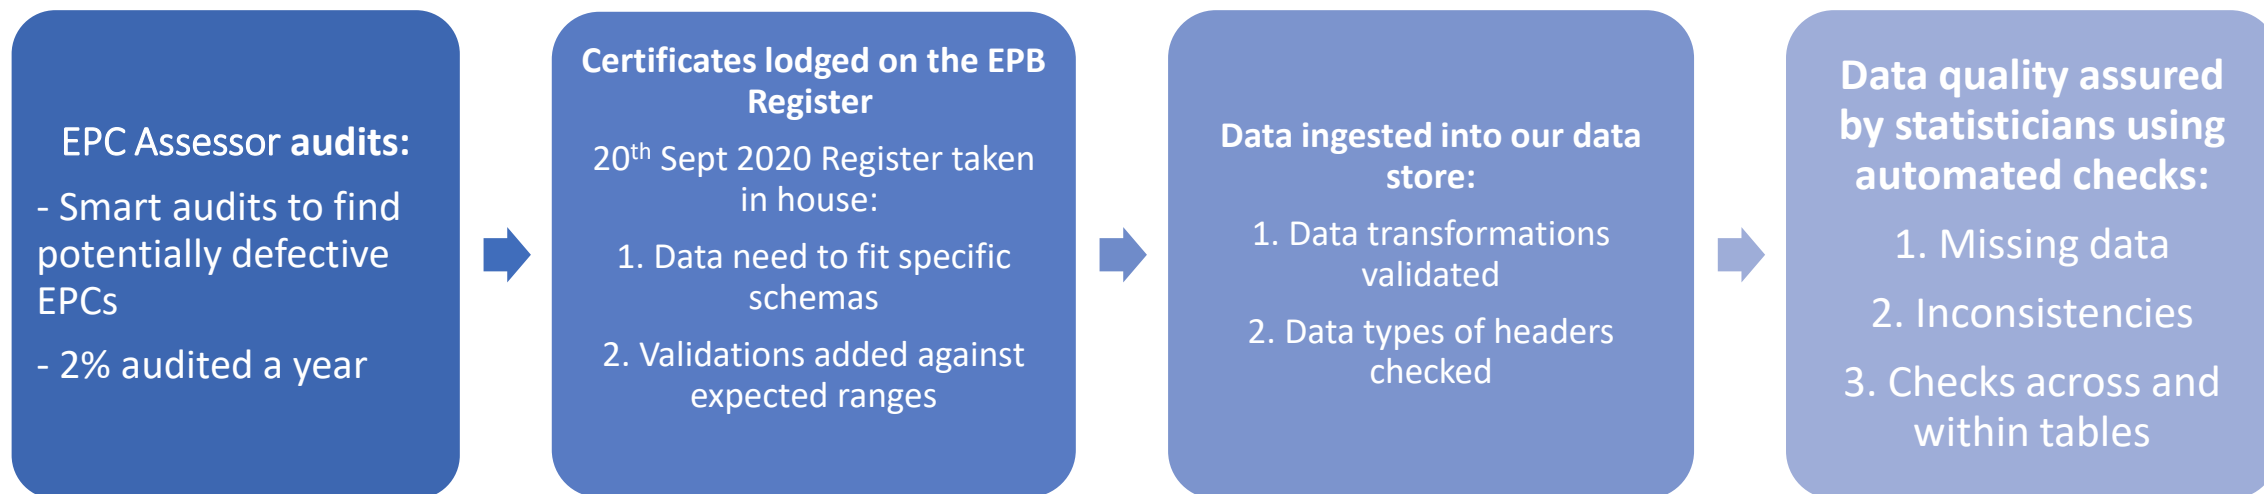 EPC Assessor audits:
- Smart audits to find
potentially defective
EPCs
- 2% audited a year
Certificates lodged on the EPB
Register
20th Sept 2020 Register taken
in house:
1. Data need to fit specific
schemas
2. Validations added against
expected ranges
Data ingested into our data
store:
1. Data transformations
validated
2. Data types of headers
checked
Data quality assured
by statisticians using
automated checks:
1. Missing data
2. Inconsistencies
3. Checks across and
within tables